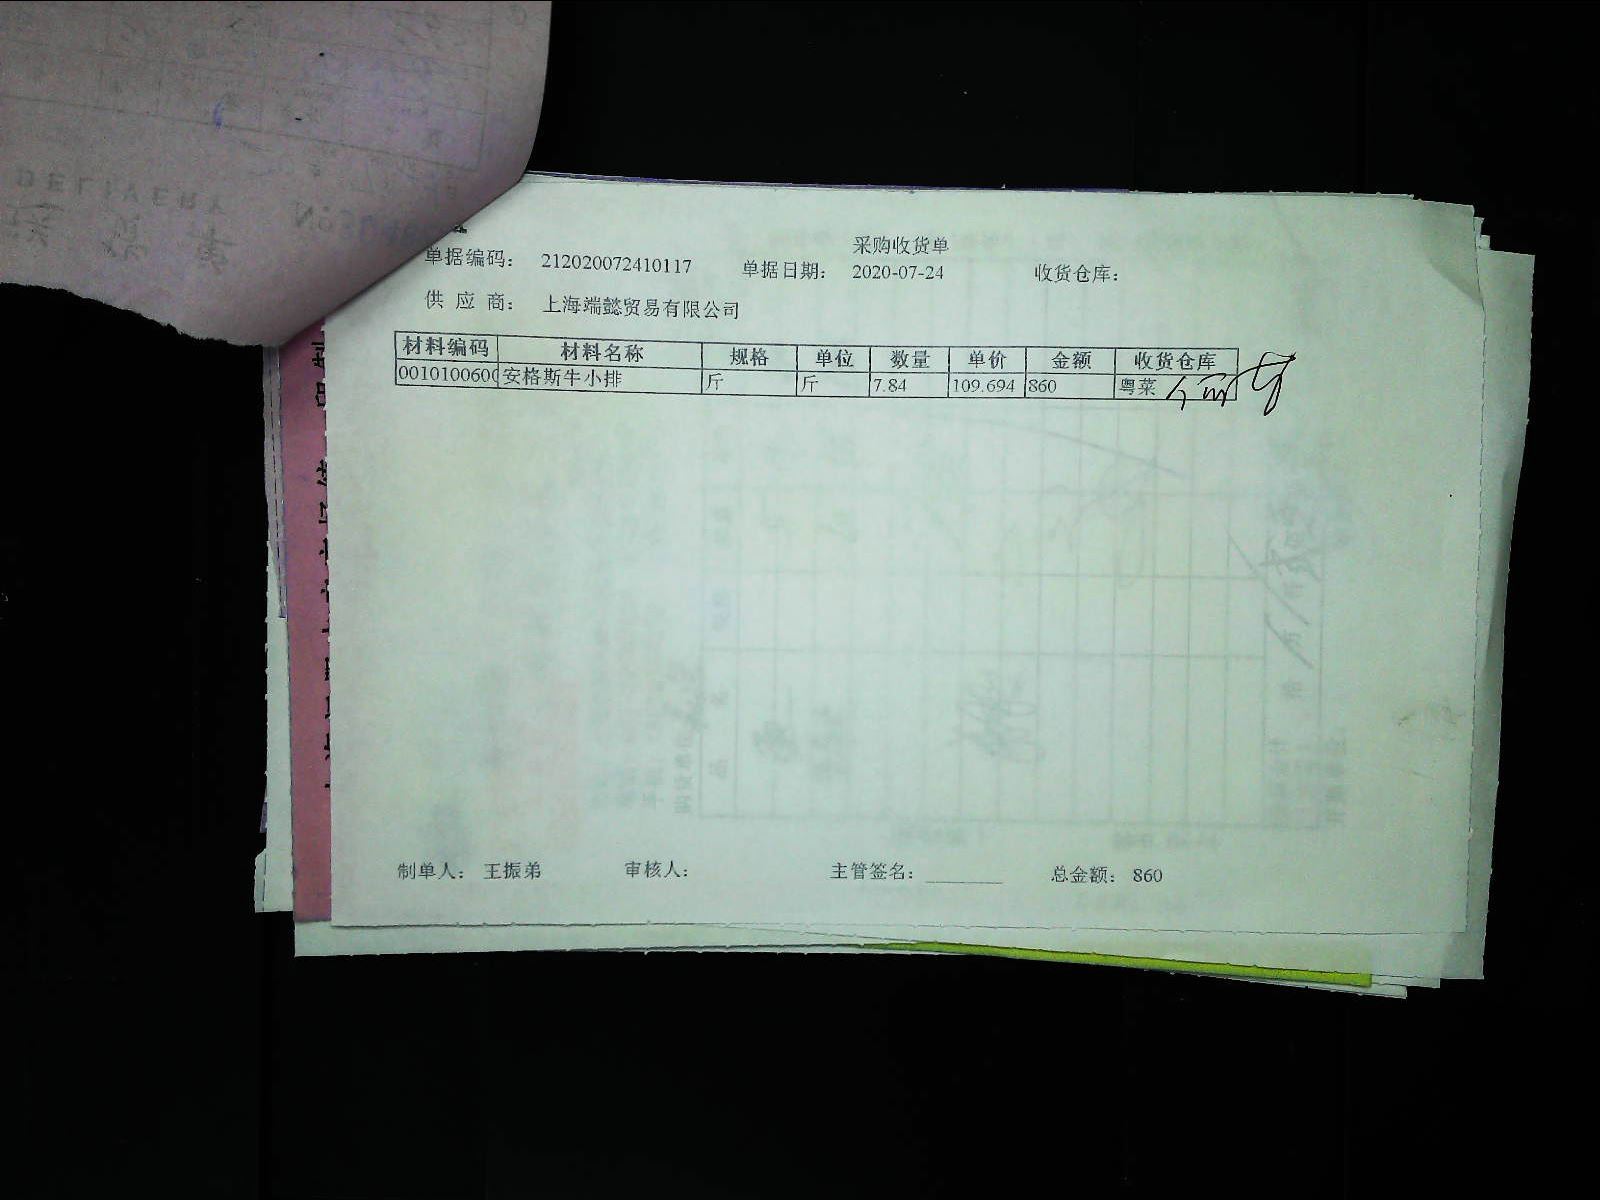 DELIVERY
采购收货单
单据编码： 212020072410117 单据日期： 2020-07-24 收货仓库：
供 应 商： 上海端懿贸易有限公司
材料编码 材料名称 规格 单位 数量 单价 金额 收货仓库
0010100600 安格斯牛小排 斤 斤 7.84 109.694 860 粤菜
制单人： 王振弟 审核人： 主管签名： ________ 总金额： 860